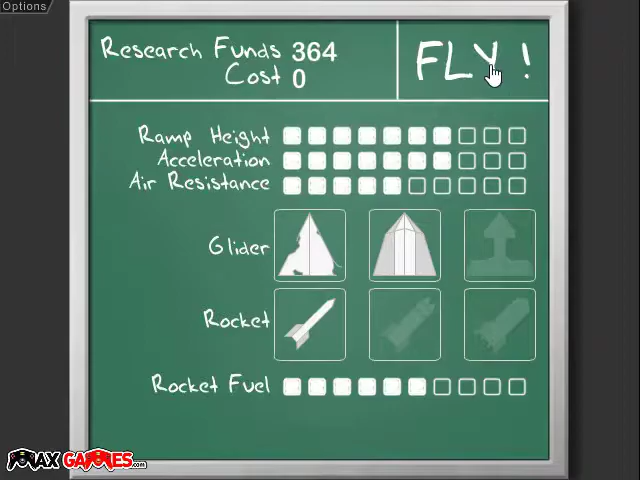 Options
Research Funds 364
Cost 0
FLY!
Ramp Height
Acceleration
Air Resistance
Glider
Rocket
Rocket Fuel
MAX GAMES.com